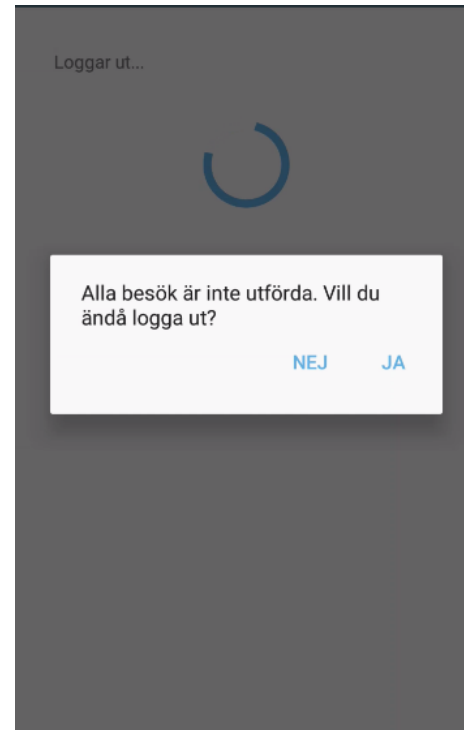 Loggar ut...
Alla besök är inte utförda. Vill du
ändå logga ut?
NEJ JA